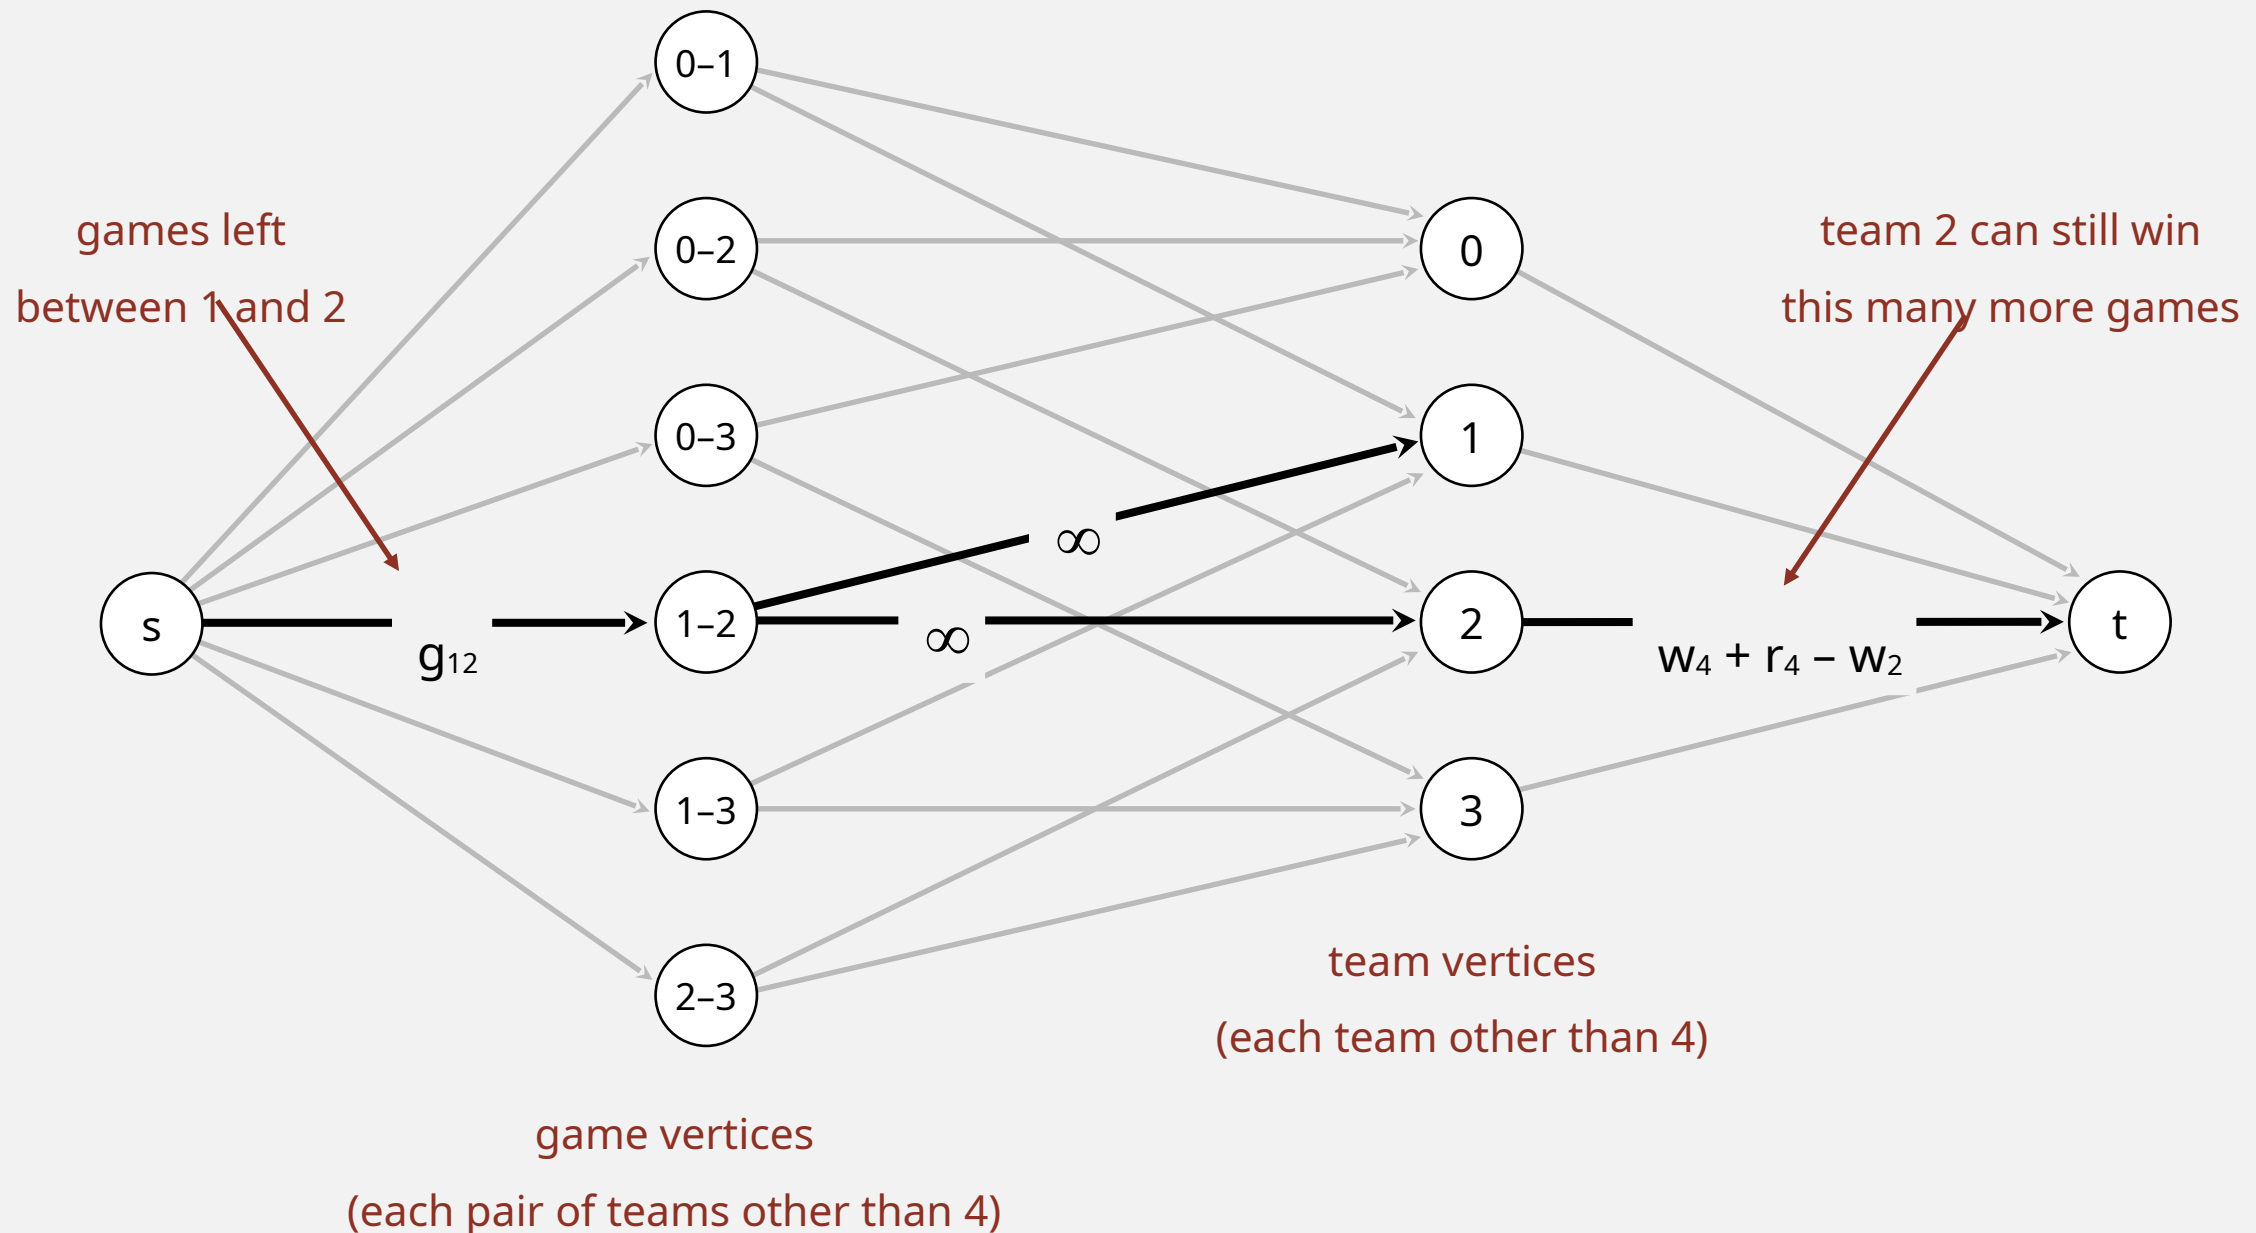 0–1
games left
between 1 and 2
0–2
0
team 2 can still win
this many more games
0–3
1
∞
s
g12
1–2
∞
2
w4 + r4 – w2
t
1–3
3
2–3
team vertices
(each team other than 4)
game vertices
(each pair of teams other than 4)